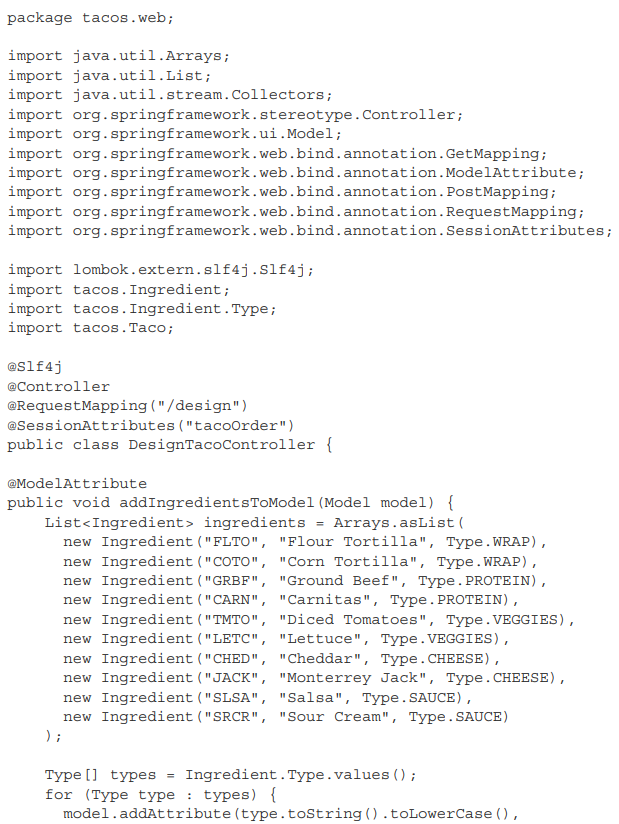 package tacos.web;

import java.util.Arrays;
import java.util.List;
import java.util.stream.Collectors;
import org.springframework.stereotype.Controller;
import org.springframework.ui.Model;
import org.springframework.web.bind.annotation.GetMapping;
import org.springframework.web.bind.annotation.ModelAttribute;
import org.springframework.web.bind.annotation.PostMapping;
import org.springframework.web.bind.annotation.RequestMapping;
import org.springframework.web.bind.annotation.SessionAttributes;

import lombok.extern.slf4j.Slf4j;
import tacos.Ingredient;
import tacos.Ingredient.Type;
import tacos.Taco;

@Slf4j
@Controller
@RequestMapping("/design")
@SessionAttributes("tacoOrder")
public class DesignTacoController {

@ModelAttribute
public void addIngredientsToModel(Model model) {
    List<Ingredient> ingredients = Arrays.asList(
      new Ingredient("FLTO", "Flour Tortilla", Type.WRAP),
      new Ingredient("COTO", "Corn Tortilla", Type.WRAP),
      new Ingredient("GRBF", "Ground Beef", Type.PROTEIN),
      new Ingredient("CARN", "Carnitas", Type.PROTEIN),
      new Ingredient("TMTO", "Diced Tomatoes", Type.VEGGIES),
      new Ingredient("LETC", "Lettuce", Type.VEGGIES),
      new Ingredient("CHED", "Cheddar", Type.CHEESE),
      new Ingredient("JACK", "Monterrey Jack", Type.CHEESE),
      new Ingredient("SLSA", "Salsa", Type.SAUCE),
      new Ingredient("SRCR", "Sour Cream", Type.SAUCE)
    );

    Type[] types = Ingredient.Type.values();
    for (Type type : types) {
      model.addAttribute(type.toString().toLowerCase(),